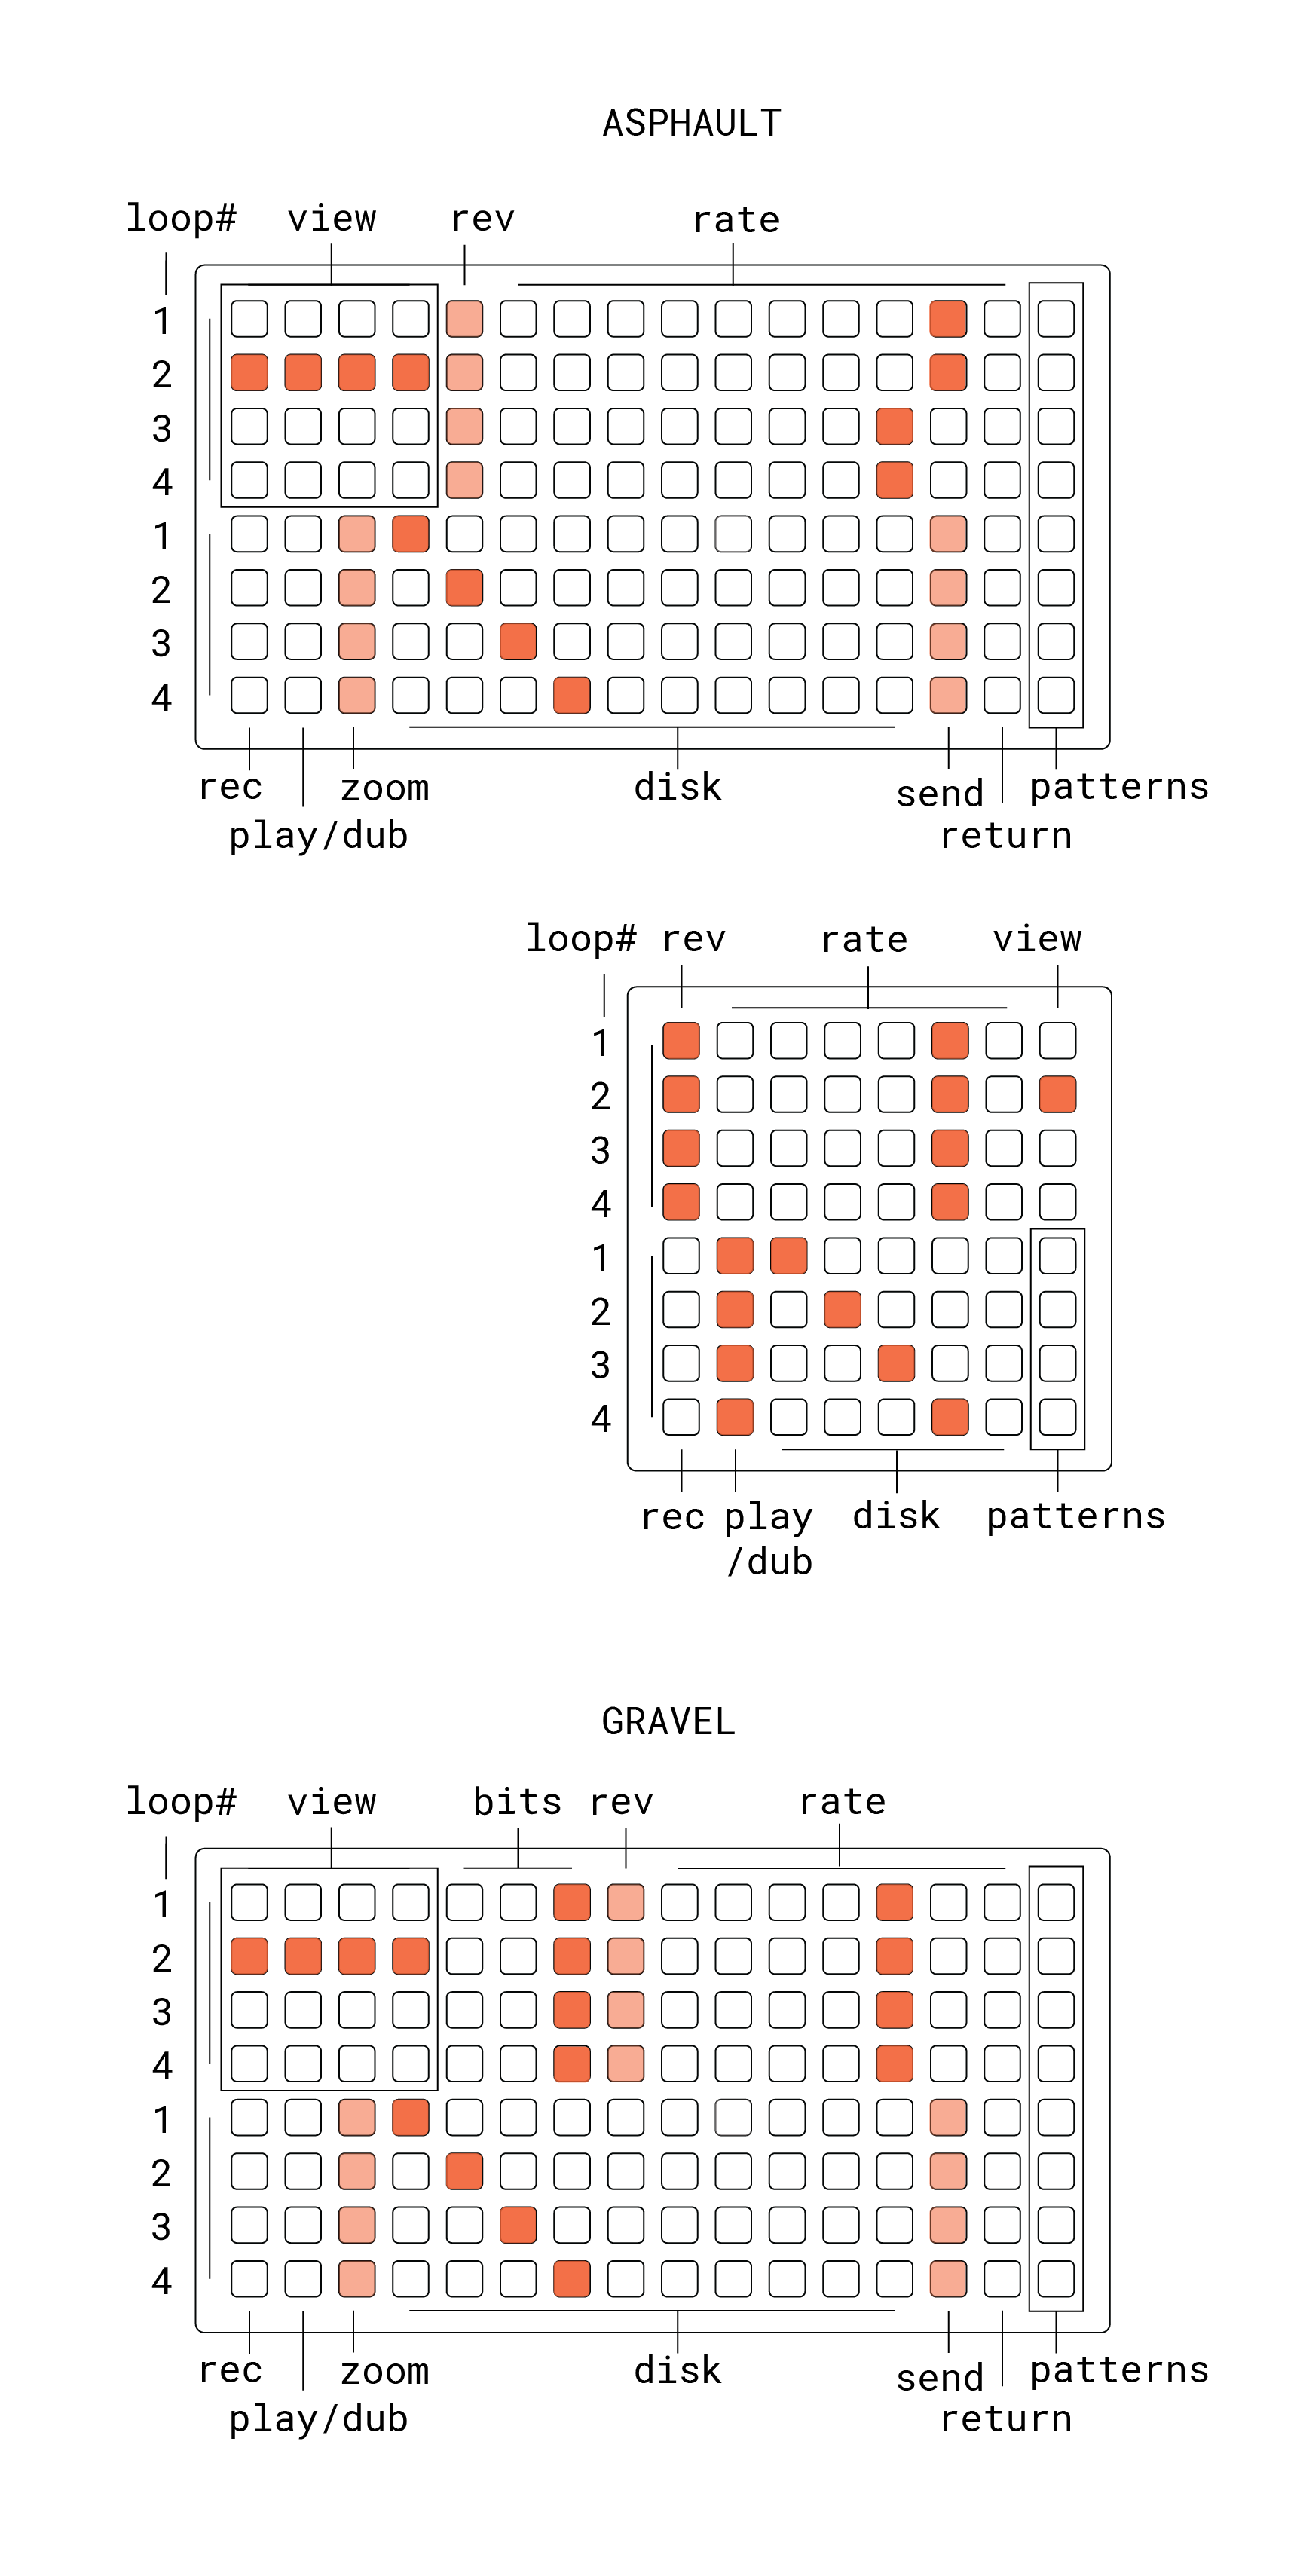 ASPHAULT
loop# view rev rate
1
2
3
4
1
2
3
4
rec zoom disk send patterns
play/dub return
loop# rev rate view
1
2
3
4
1
2
3
4
rec play disk patterns
/dub
GRAVEL
loop# view bits rev rate
1
2
3
4
1
2
3
4
rec zoom disk send patterns
play/dub return